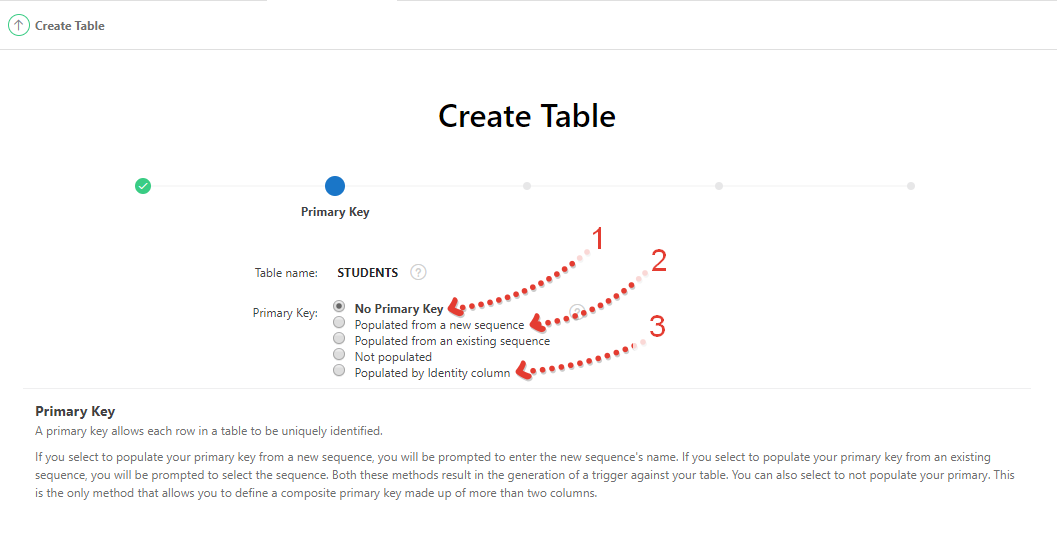 Create Table
Create Table
Primary Key
1
Table name: STUDENTS ?
2
Primary Key: No Primary Key ?
Populated from a new sequence
3
Populated from an existing sequence
Not populated
Populated by Identity column
Primary Key
A primary key allows each row in a table to be uniquely identified.
If you select to populate your primary key from a new sequence, you will be prompted to enter the new sequence's name. If you select to populate your primary key from an existing
sequence, you will be prompted to select the sequence. Both these methods result in the generation of a trigger against your table. You can also select to not populate your primary. This
is the only method that allows you to define a composite primary key made up of more than two columns.